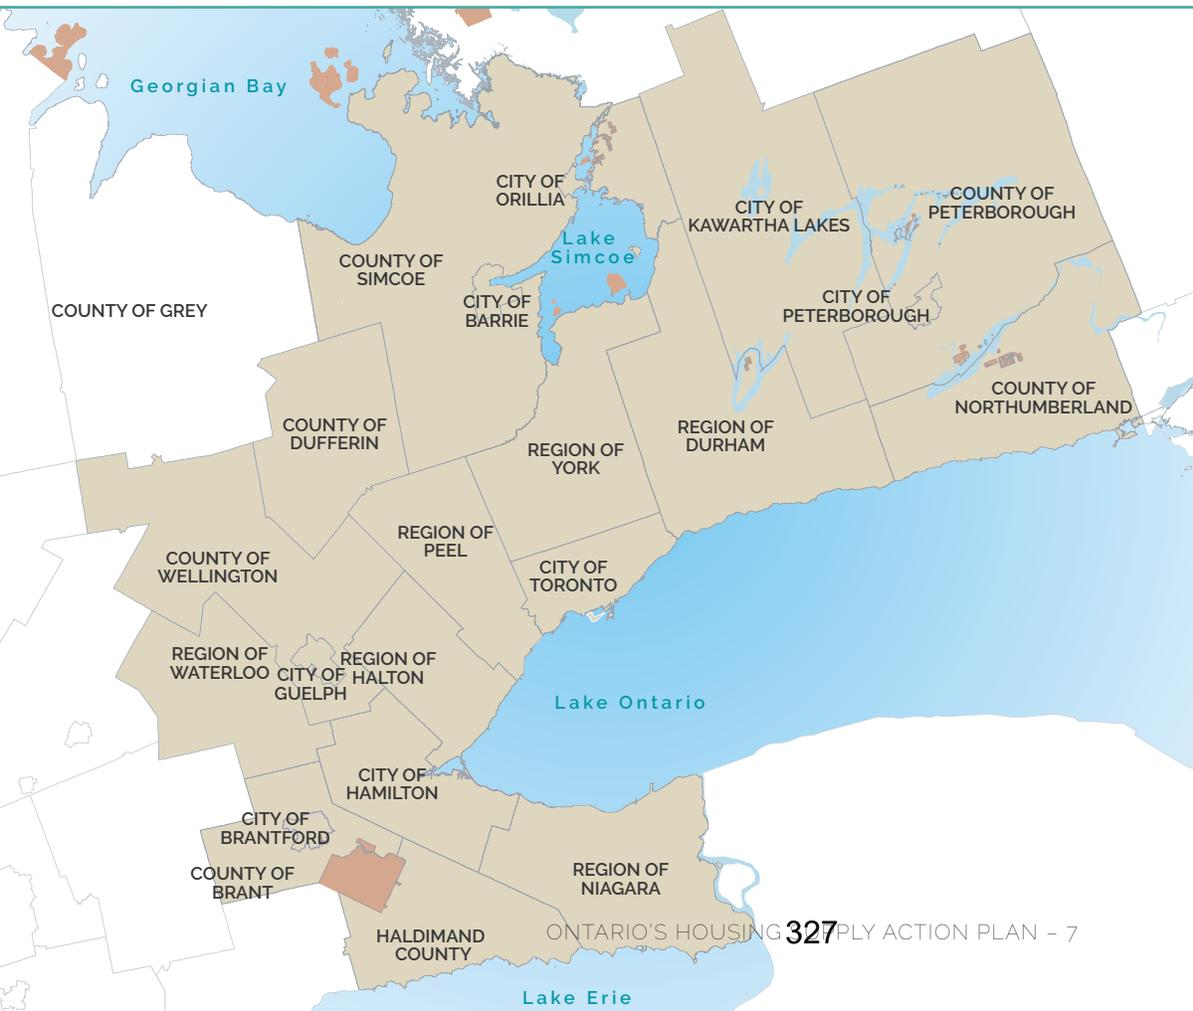 Georgian Bay
CITY OF
ORILLIA
CITY OF
KAWARTHA LAKES
COUNTY OF
PETERBOROUGH
Lake
Simcoe
COUNTY OF
SIMCOE
COUNTY OF GREY
CITY OF
BARRIE
CITY OF
PETERBOROUGH
COUNTY OF
NORTHUMBERLAND
COUNTY OF
DUFFERIN
REGION OF
DURHAM
REGION OF
YORK
REGION OF
PEEL
COUNTY OF
WELLINGTON
CITY OF
TORONTO
REGION OF
WATERLOO
CITY OF
GUELPH
REGION OF
HALTON
Lake Ontario
CITY OF
HAMILTON
CITY OF
BRANTFORD
COUNTY OF
BRANT
REGION OF
NIAGARA
HALDIMAND
COUNTY
ONTARIO'S HOUSING SUPPLY ACTION PLAN – 7
327
Lake Erie